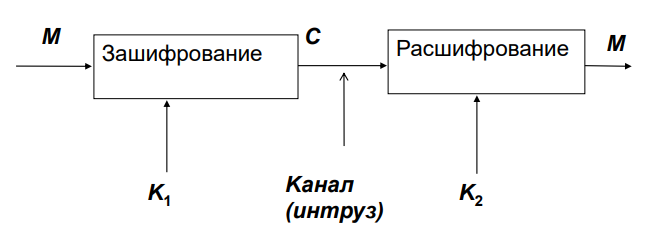 M
Зашифрование
C
Расшифрование
M
K1
Канал
(интруз)
K2